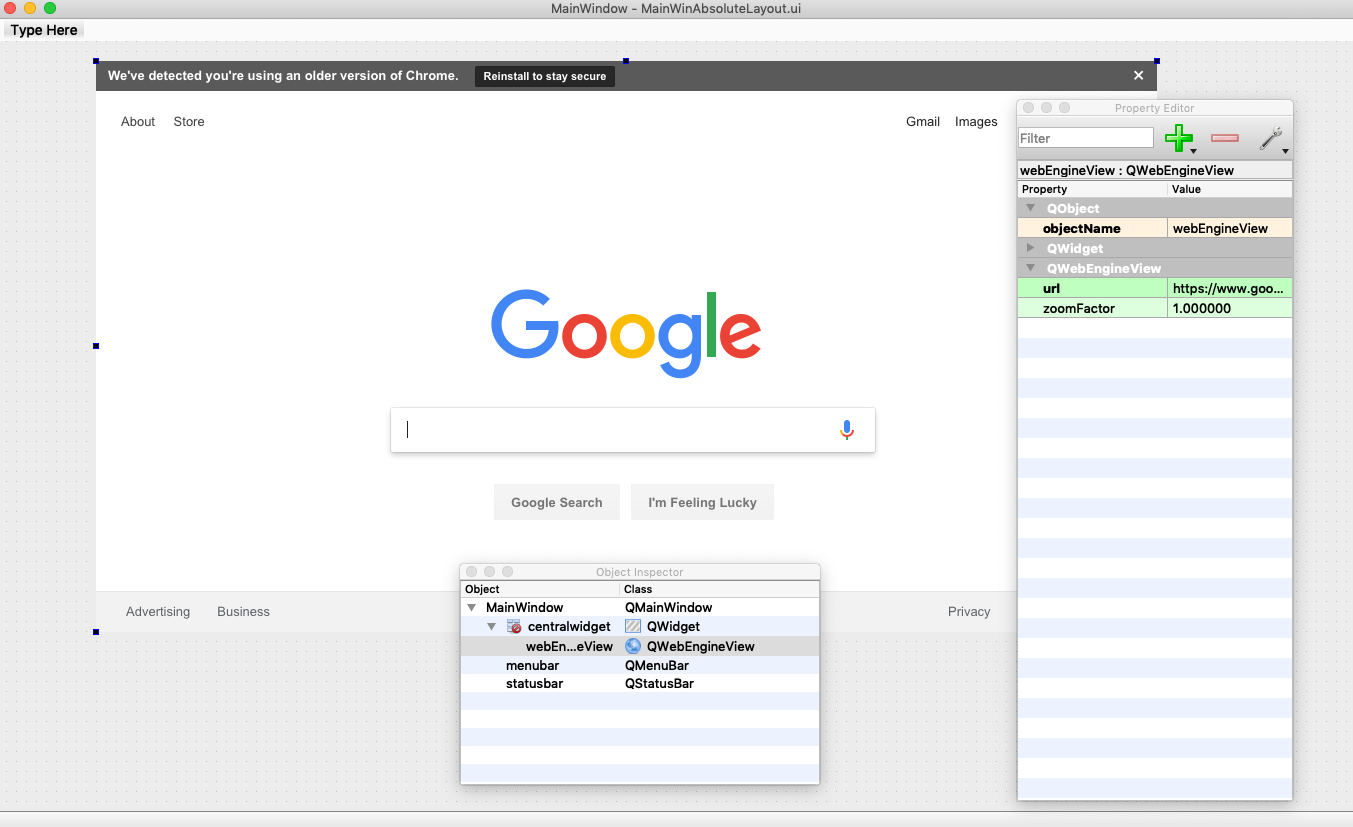 MainWindow - MainWinAbsoluteLayout.ui
Type Here
We've detected you're using an older version of Chrome. Reinstall to stay secure
About Store Gmail Images
Google
Google Search I'm Feeling Lucky
Advertising Business Privacy
Property Editor
Filter
webEngineView : QWebEngineView
Property Value
QObject
objectName webEngineView
QWidget
QWebEngineView
url https://www.goo...
zoomFactor 1.000000
Object Inspector
Object Class
MainWindow QMainWindow
centralwidget QWidget
webEn...eView QWebEngineView
menubar QMenuBar
statusbar QStatusBar